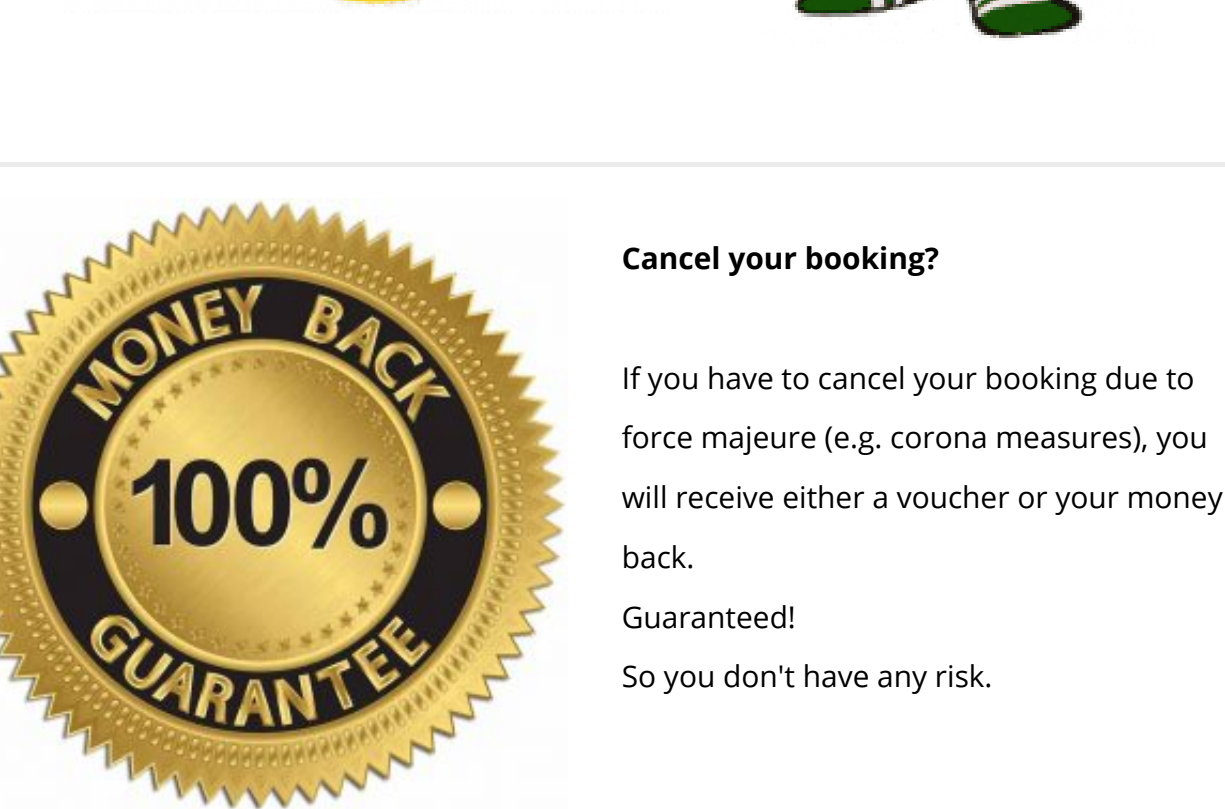 MONEY BACK
100%
GUARANTEE
Cancel your booking?
If you have to cancel your booking due to
force majeure (e.g. corona measures), you
will receive either a voucher or your money
back.
Guaranteed!
So you don't have any risk.